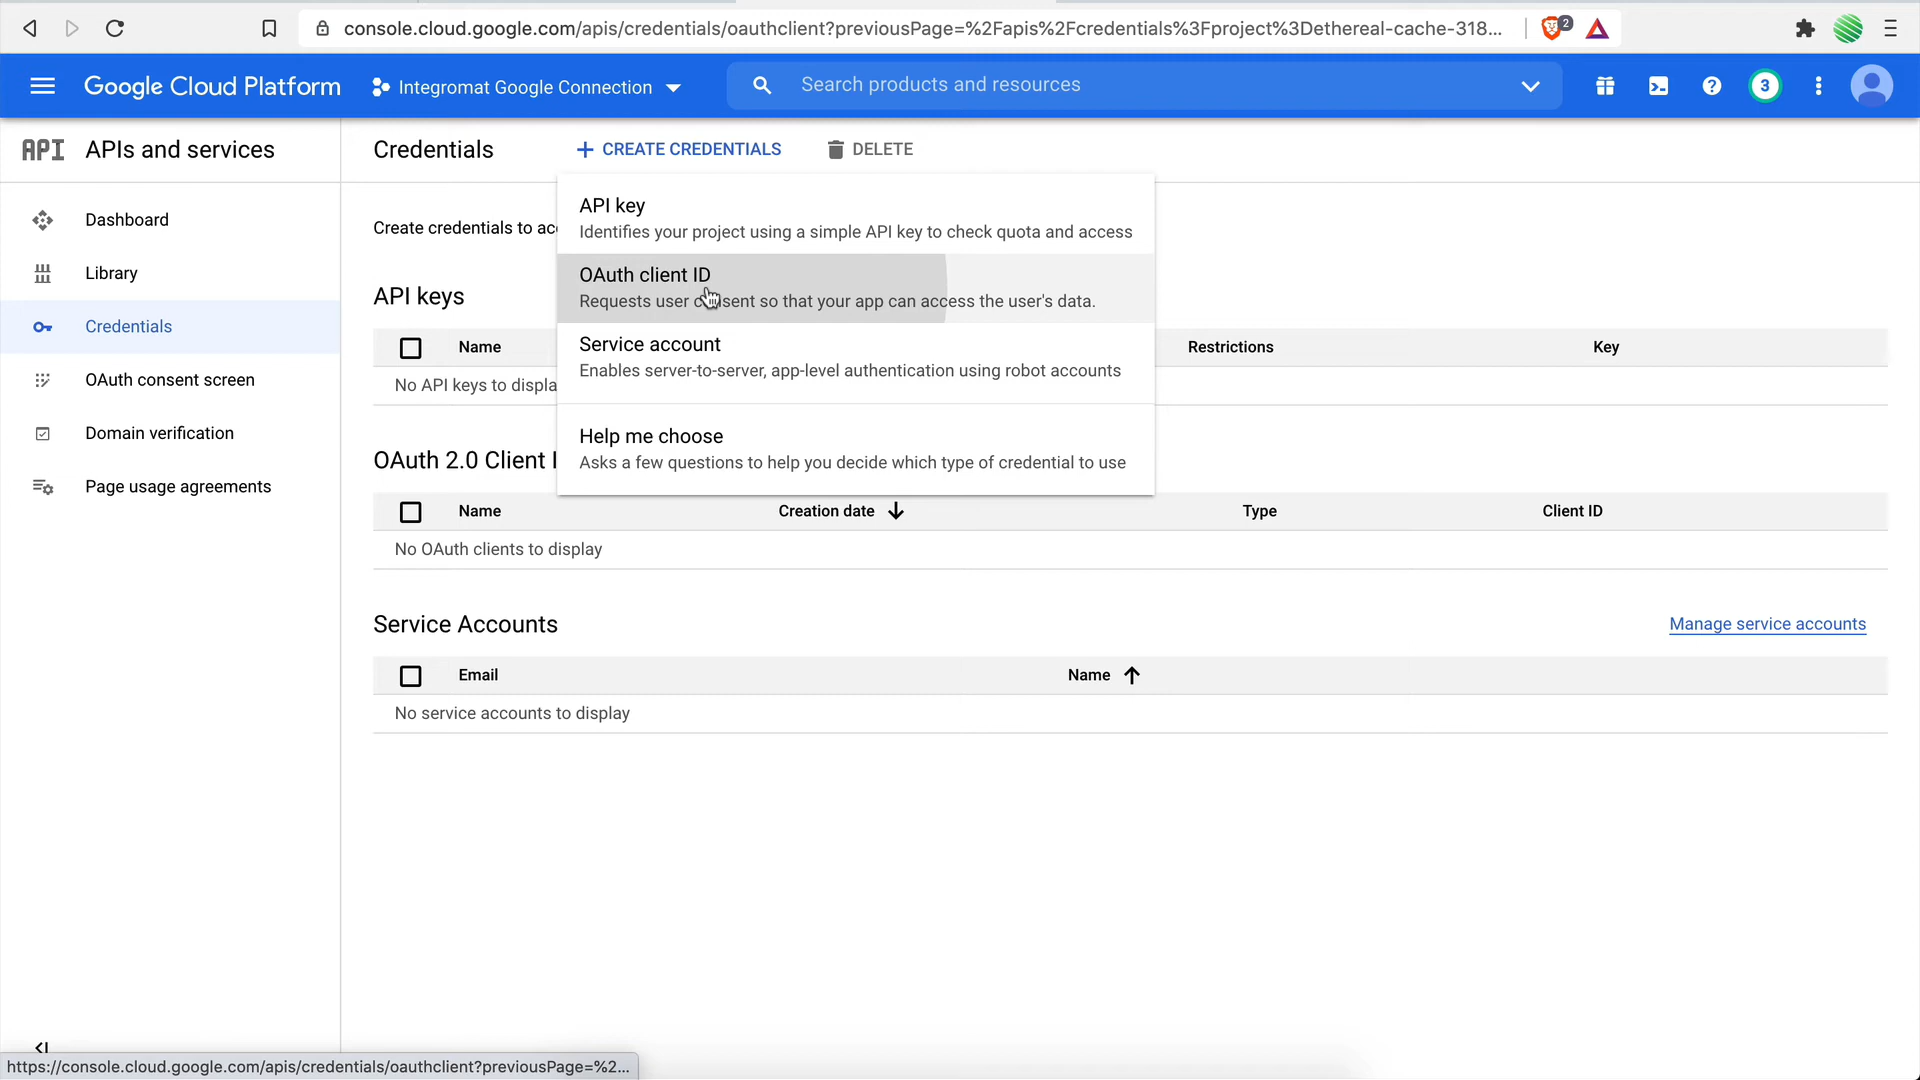 console.cloud.google.com/apis/credentials/oauthclient?previousPage=%2Fapis%2Fcredentials%3Fproject%3Dethereal-cache-318...
2
Google Cloud Platform
Integromat Google Connection
Search products and resources
3
API APIs and services
Credentials
CREATE CREDENTIALS
DELETE
Dashboard
Library
Credentials
OAuth consent screen
Domain verification
Page usage agreements
Create credentials to ac
API key
Identifies your project using a simple API key to check quota and access
OAuth client ID
Requests user consent so that your app can access the user's data.
Service account
Enables server-to-server, app-level authentication using robot accounts
Help me choose
Asks a few questions to help you decide which type of credential to use
API keys
Name Restrictions Key
No API keys to displa
OAuth 2.0 Client I
Name Creation date Type Client ID
No OAuth clients to display
Service Accounts
Manage service accounts
Email Name
No service accounts to display
https://console.cloud.google.com/apis/credentials/oauthclient?previousPage=%2...